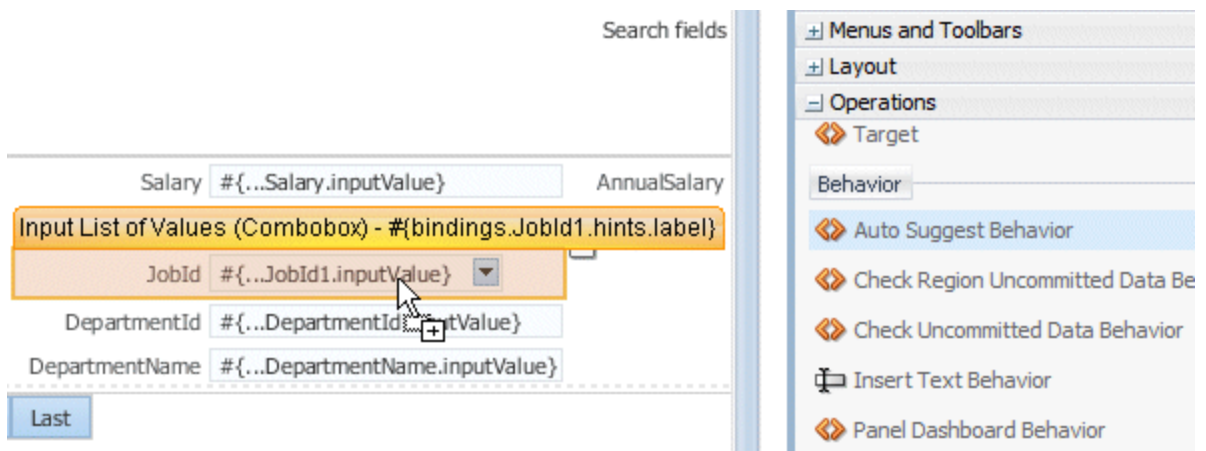 Search fields
Salary #{...Salary.inputValue} AnnualSalary
Input List of Values (Combobox) - #{bindings.JobId1.hints.label}
JobId #{...JobId1.inputValue}
DepartmentId #{...DepartmentId utValue}
DepartmentName #{...DepartmentName.inputValue}
Last
Menus and Toolbars
Layout
Operations
Target
Behavior
Auto Suggest Behavior
Check Region Uncommitted Data Be
Check Uncommitted Data Behavior
Insert Text Behavior
Panel Dashboard Behavior